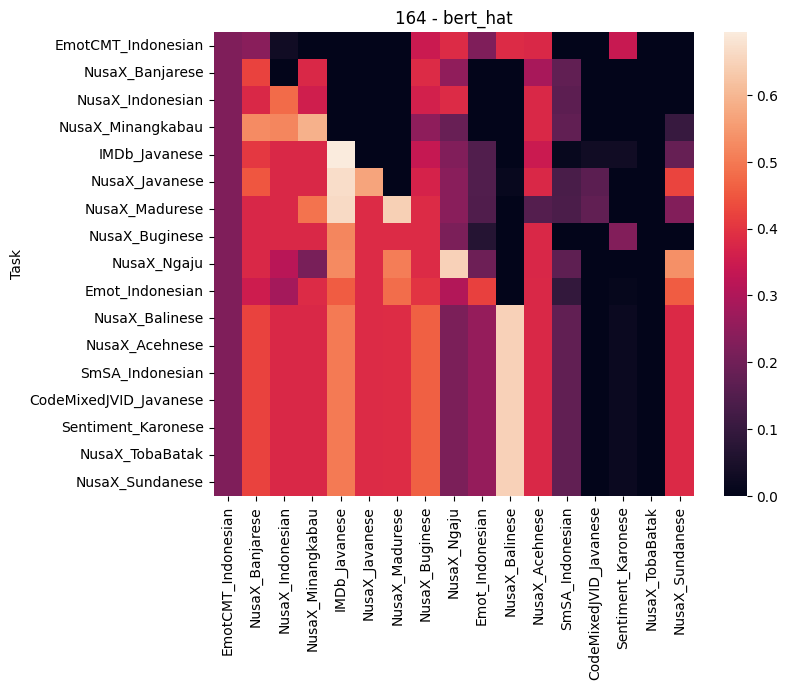 164 - bert_hat
Task
EmotCMT_Indonesian
NusaX_Banjarese
NusaX_Indonesian
NusaX_Minangkabau
IMDb_Javanese
NusaX_Javanese
NusaX_Madurese
NusaX_Buginese
NusaX_Ngaju
Emot_Indonesian
NusaX_Balinese
NusaX_Acehnese
SmSA_Indonesian
CodeMixedJVID_Javanese
Sentiment_Karonese
NusaX_TobaBatak
NusaX_Sundanese
0.6
0.5
0.4
0.3
0.2
0.1
0.0
EmotCMT_Indonesian
NusaX_Banjarese
NusaX_Indonesian
NusaX_Minangkabau
IMDb_Javanese
NusaX_Javanese
NusaX_Madurese
NusaX_Buginese
NusaX_Ngaju
Emot_Indonesian
NusaX_Balinese
NusaX_Acehnese
SmSA_Indonesian
CodeMixedJVID_Javanese
Sentiment_Karonese
NusaX_TobaBatak
NusaX_Sundanese